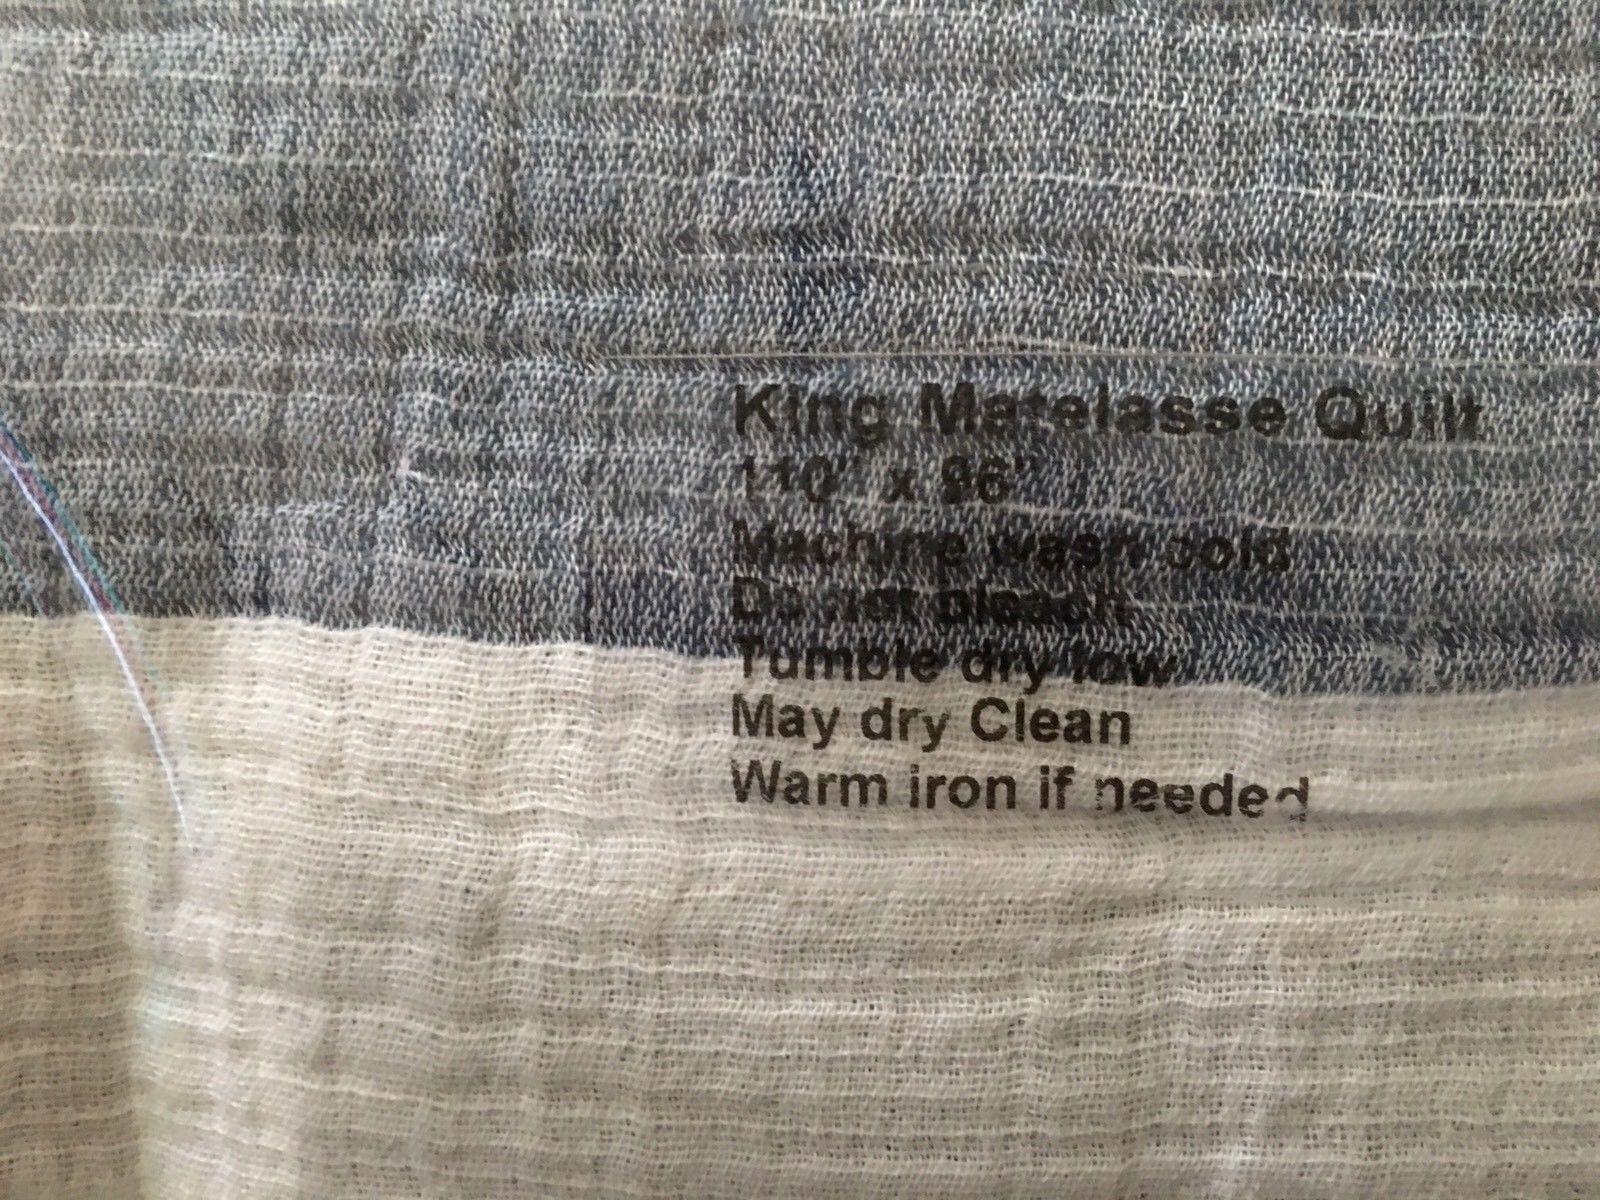 King Matelasse Quilt
110" x 96"
Machine wash cold
Do not bleach
Tumble dry low
May dry Clean
Warm iron if needed